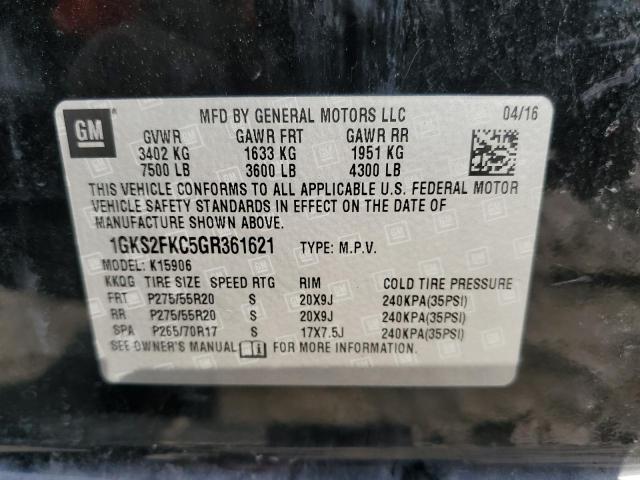 GM
MFD BY GENERAL MOTORS LLC 04/16
GVWR GAWR FRT GAWR RR
3402 KG 1633 KG 1951 KG
7500 LB 3600 LB 4300 LB
THIS VEHICLE CONFORMS TO ALL APPLICABLE U.S. FEDERAL MOTOR
VEHICLE SAFETY STANDARDS IN EFFECT ON THE DATE OF
MANUFACTURE SHOWN ABOVE.
1GKS2FKC5GR361621 TYPE: M.P.V.
MODEL: K15906
KKQG TIRE SIZE SPEED RTG RIM COLD TIRE PRESSURE
FRT P275/55R20 S 20X9J 240KPA(35PSI)
RR P275/55R20 S 20X9J 240KPA(35PSI)
SPA P265/70R17 S 17X7.5J 240KPA(35PSI)
SEE OWNER'S MANUAL FOR MORE INFORMATION.